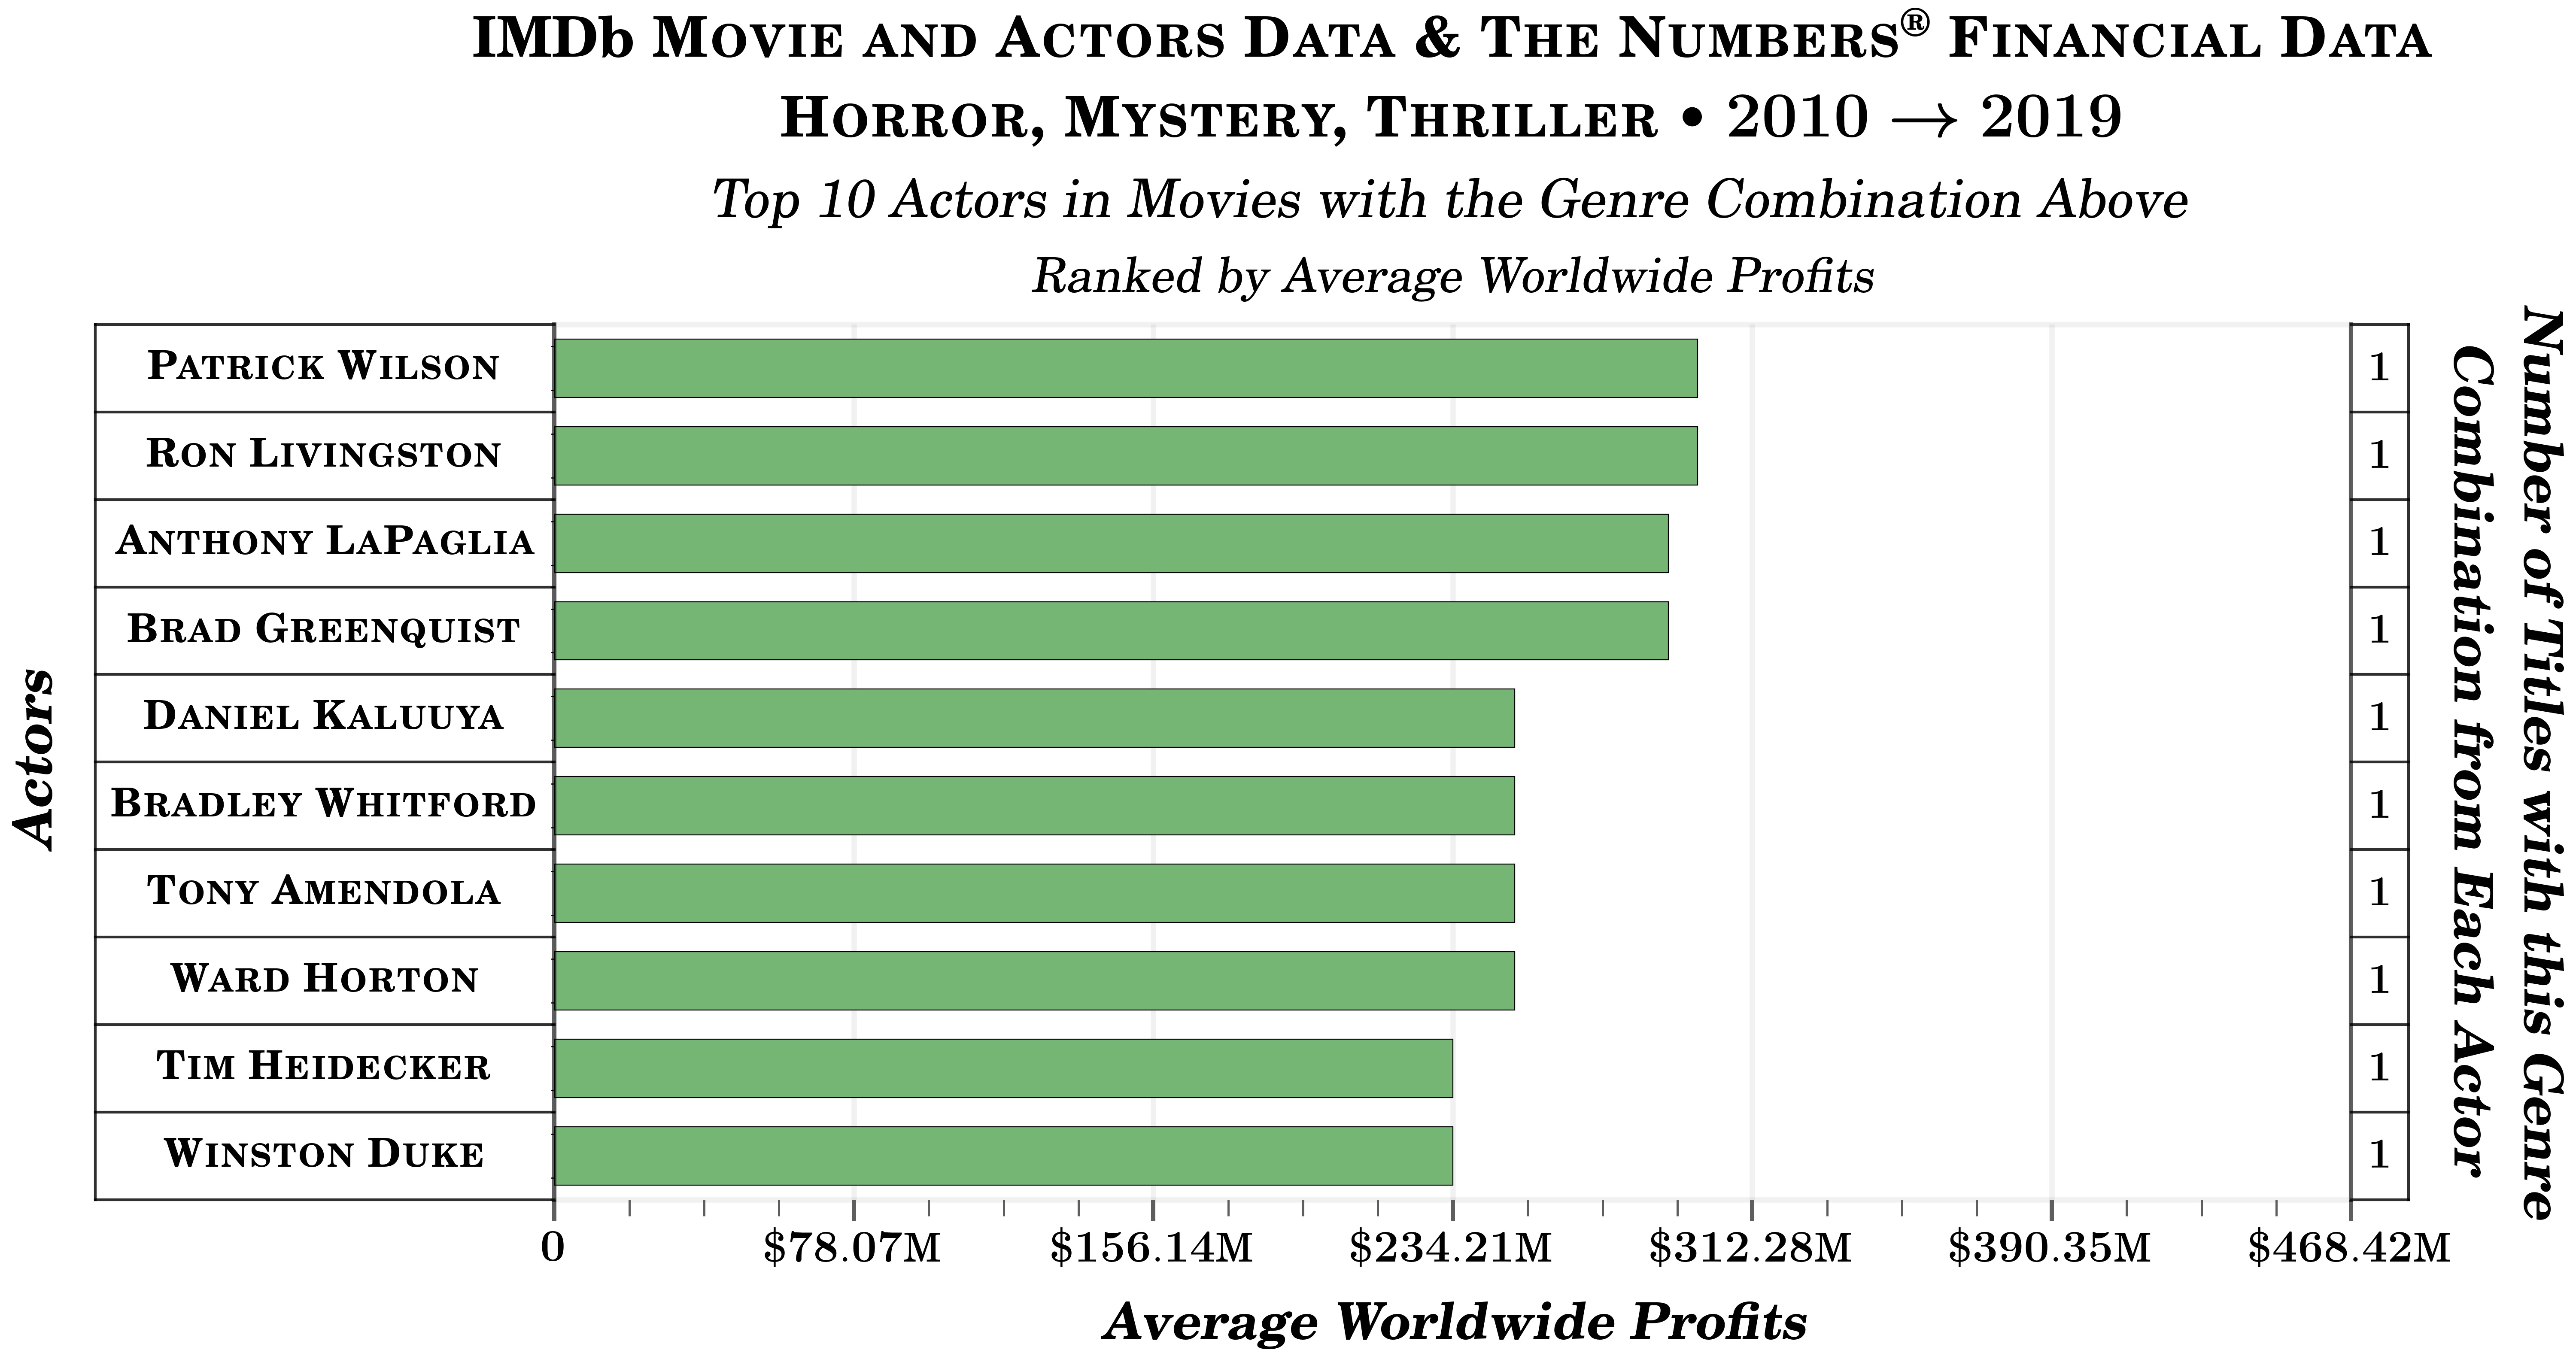 IMDb Movie and Actors Data & The Numbers® Financial Data
Horror, Mystery, Thriller • 2010 → 2019
Top 10 Actors in Movies with the Genre Combination Above
Ranked by Average Worldwide Profits
Actors
Patrick Wilson 1
Ron Livingston 1
Anthony LaPaglia 1
Brad Greenquist 1
Daniel Kaluuya 1
Bradley Whitford 1
Tony Amendola 1
Ward Horton 1
Tim Heidecker 1
Winston Duke 1
Number of Titles with this Genre
Combination from Each Actor
0 $78.07M $156.14M $234.21M $312.28M $390.35M $468.42M
Average Worldwide Profits